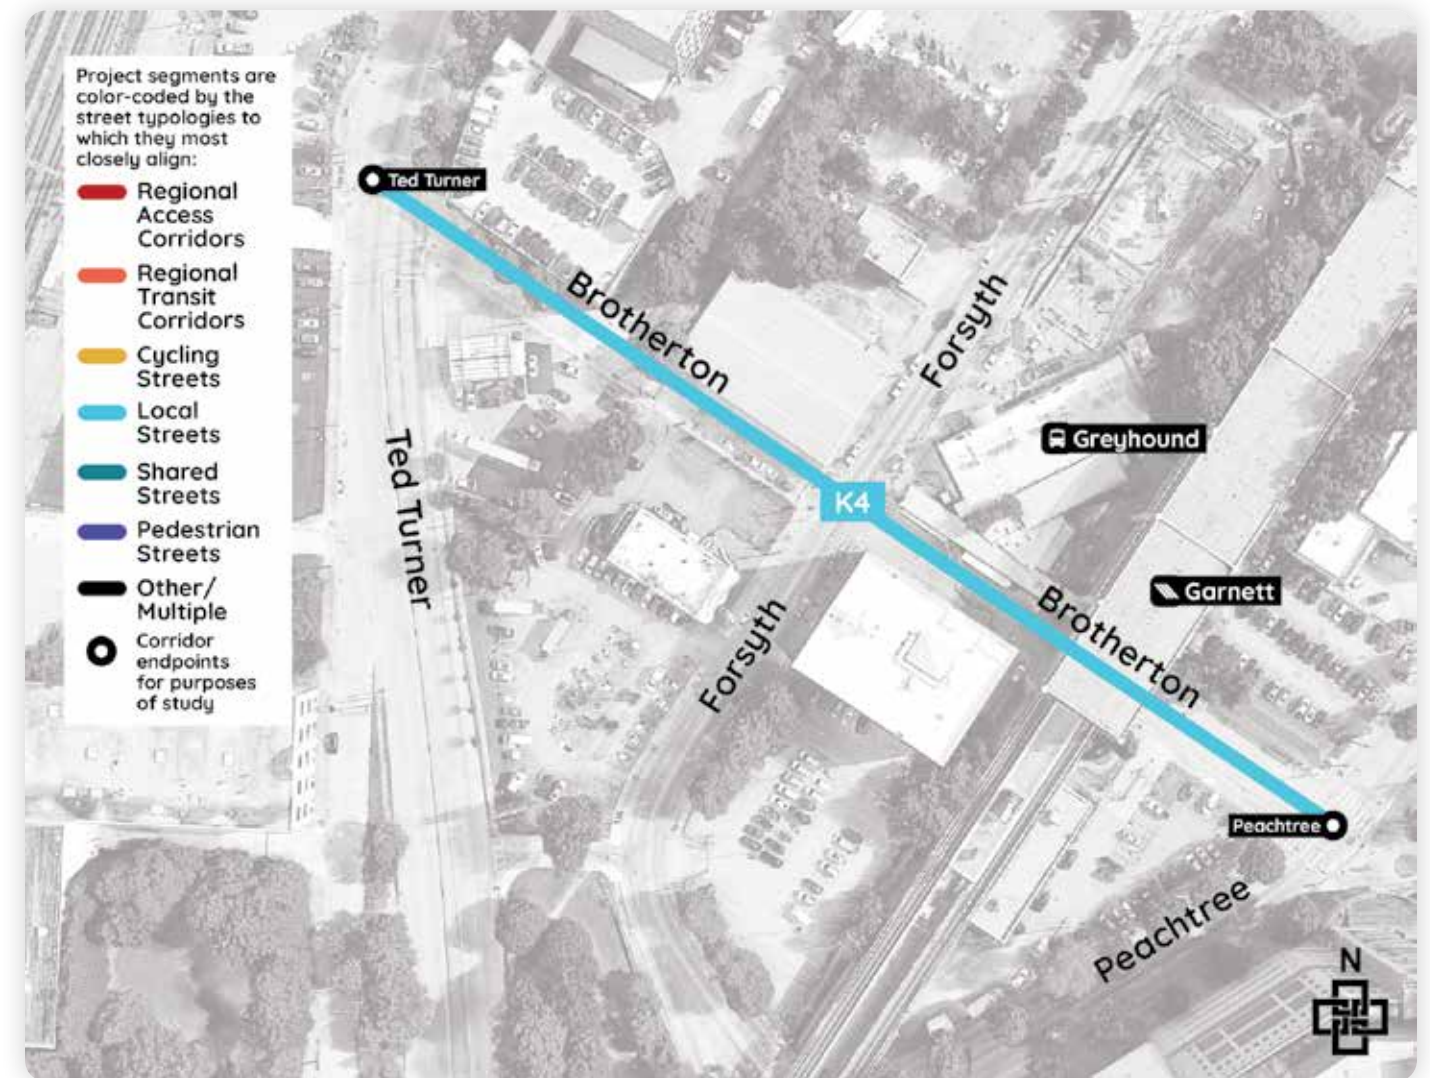 Project segments are
color-coded by the
street typologies to
which they most
closely align:
Regional
Access
Corridors
Regional
Transit
Corridors
Cycling
Streets
Local
Streets
Shared
Streets
Pedestrian
Streets
Other/
Multiple
Corridor
endpoints
for purposes
of study
Ted Turner
Brotherton
Forsyth
Greyhound
Ted Turner
K4
Garnett
Brotherton
Forsyth
Peachtree
Peachtree
N